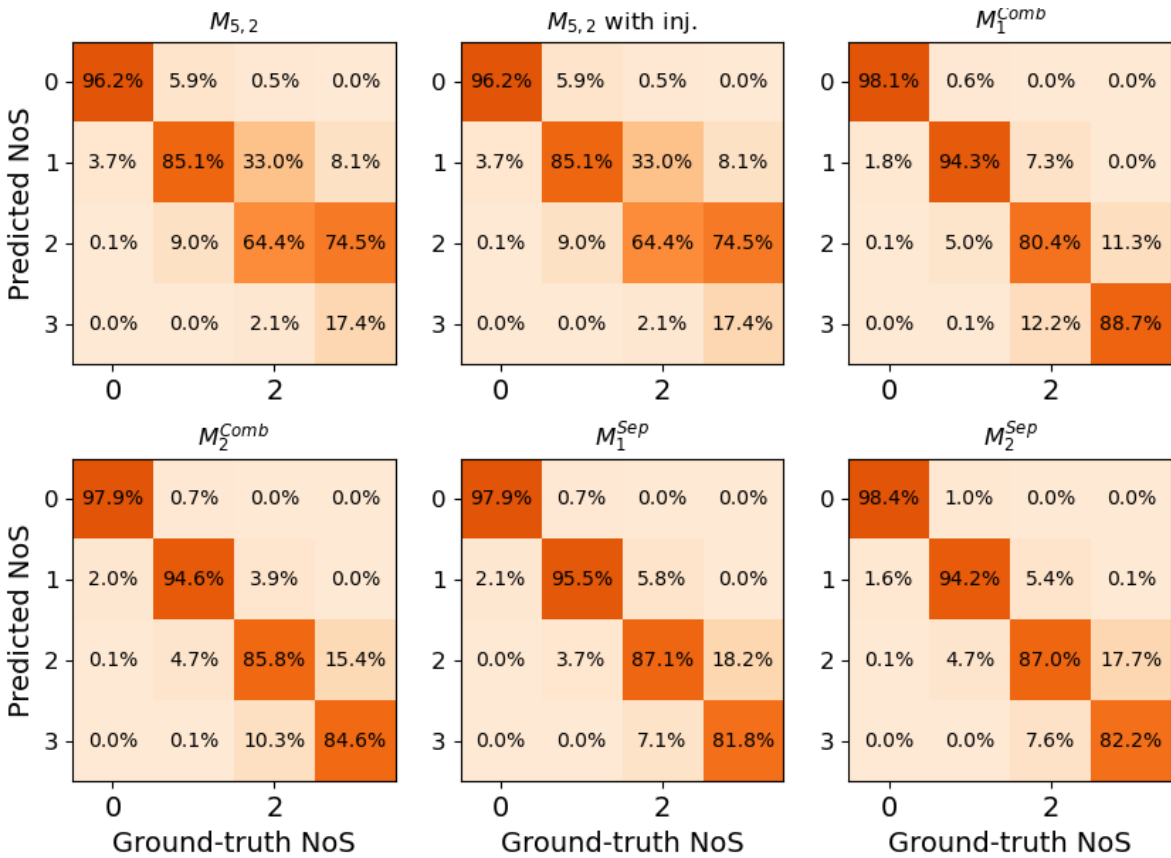 M5, 2 M5, 2 with inj. M1^Comb
Predicted NoS
0 96.2% 5.9% 0.5% 0.0% 96.2% 5.9% 0.5% 0.0% 0 98.1% 0.6% 0.0% 0.0%
1 3.7% 85.1% 33.0% 8.1% 1 3.7% 85.1% 33.0% 8.1% 1 1.8% 94.3% 7.3% 0.0%
2 0.1% 9.0% 64.4% 74.5% 2 0.1% 9.0% 64.4% 74.5% 2 0.1% 5.0% 80.4% 11.3%
3 0.0% 0.0% 2.1% 17.4% 3 0.0% 0.0% 2.1% 17.4% 3 0.0% 0.1% 12.2% 88.7%
0 2 0 2 0 2
M2^Comb M1^Sep M2^Sep
Predicted NoS
0 97.9% 0.7% 0.0% 0.0% 0 97.9% 0.7% 0.0% 0.0% 0 98.4% 1.0% 0.0% 0.0%
1 2.0% 94.6% 3.9% 0.0% 1 2.1% 95.5% 5.8% 0.0% 1 1.6% 94.2% 5.4% 0.1%
2 0.1% 4.7% 85.8% 15.4% 2 0.0% 3.7% 87.1% 18.2% 2 0.1% 4.7% 87.0% 17.7%
3 0.0% 0.1% 10.3% 84.6% 3 0.0% 0.0% 7.1% 81.8% 3 0.0% 0.0% 7.6% 82.2%
0 2 0 2 0 2
Ground-truth NoS Ground-truth NoS Ground-truth NoS